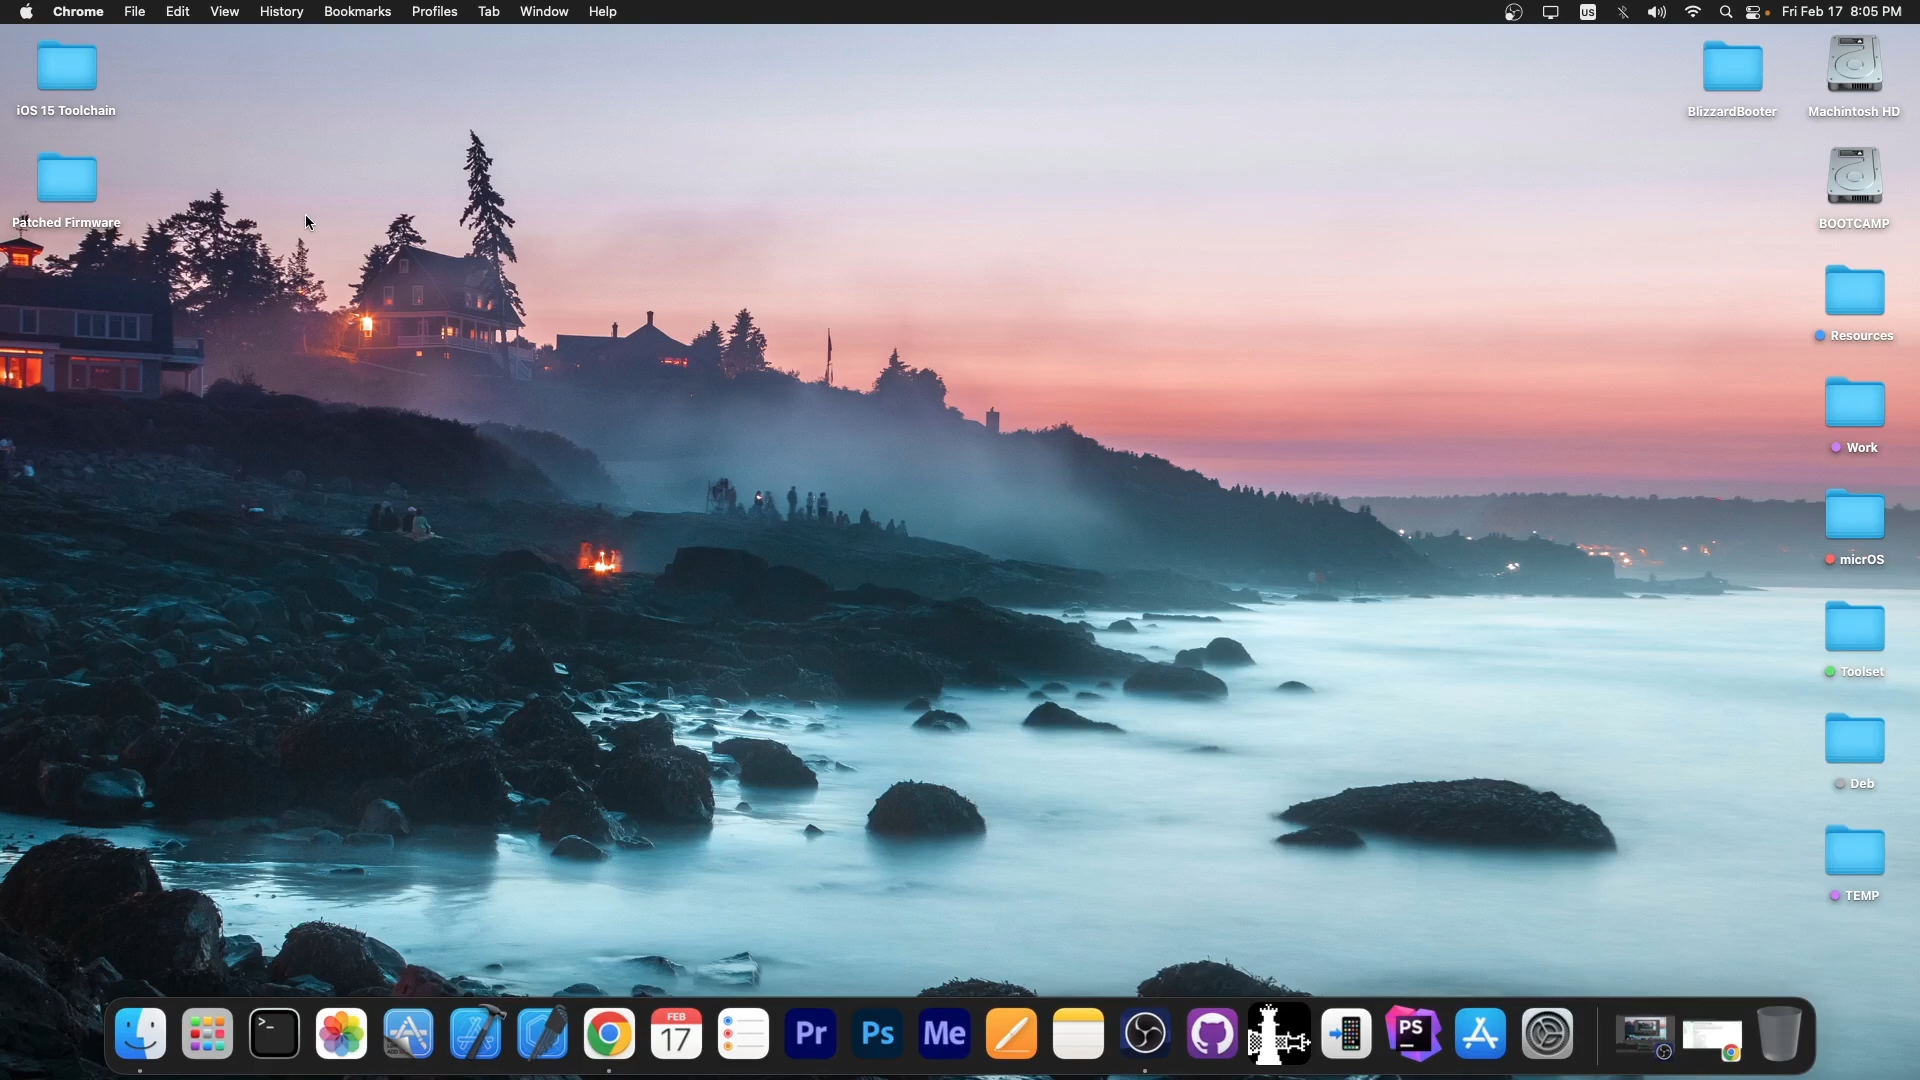 Chrome File Edit View History Bookmarks Profiles Tab Window Help
US
Fri Feb 17 8:05 PM
iOS 15 Toolchain
Patched Firmware
BlizzardBooter
Machintosh HD
BOOTCAMP
Resources
Work
micrOS
Toolset
Deb
TEMP
>_
FEB
17
Pr
Ps
Me
PS